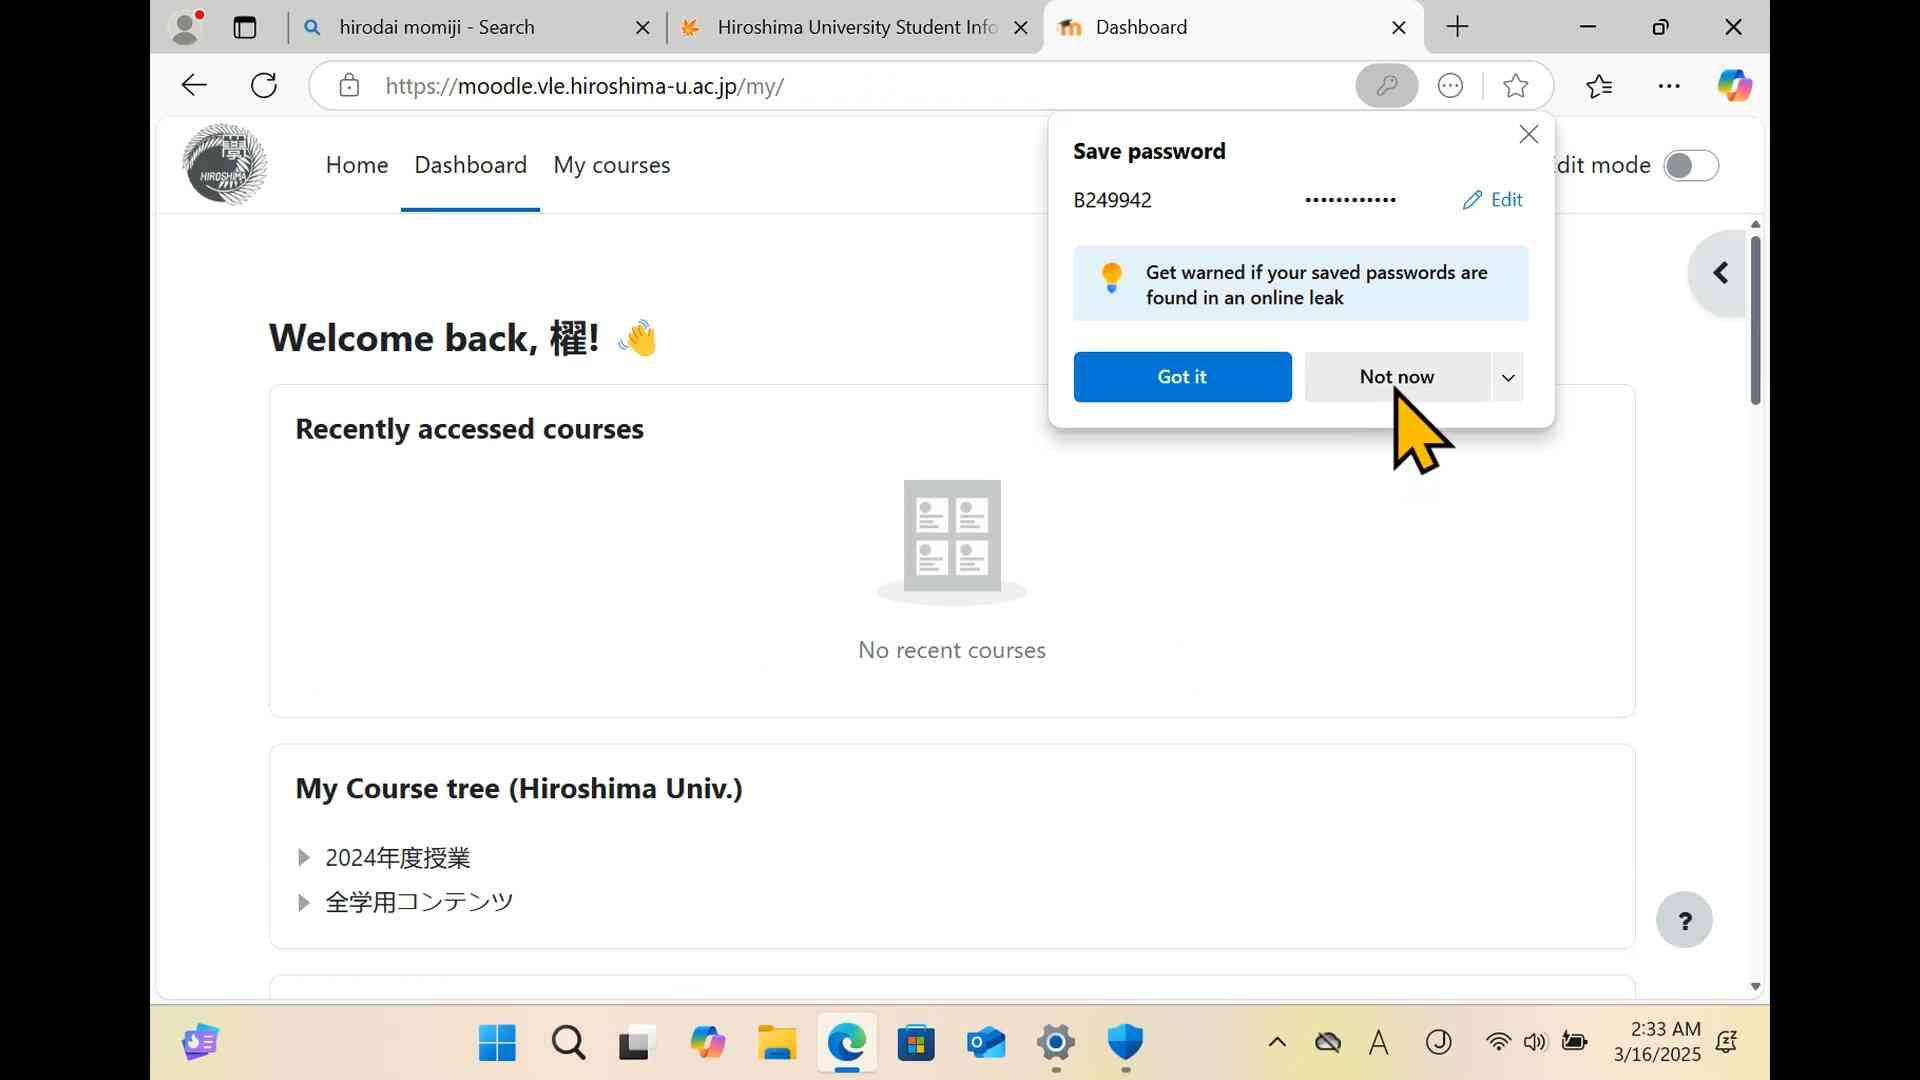 hirodai momiji - Search
Hiroshima University Student Info
Dashboard
https://moodle.vle.hiroshima-u.ac.jp/my/
學
HIROSHIMA
Home
Dashboard
My courses
dit mode
Save password
B249942
••••••••••••
Edit
Get warned if your saved passwords are
found in an online leak
Got it
Not now
Welcome back, 櫂! 👋
Recently accessed courses
No recent courses
My Course tree (Hiroshima Univ.)
2024年度授業
全学用コンテンツ
?
A
J
2:33 AM
3/16/2025